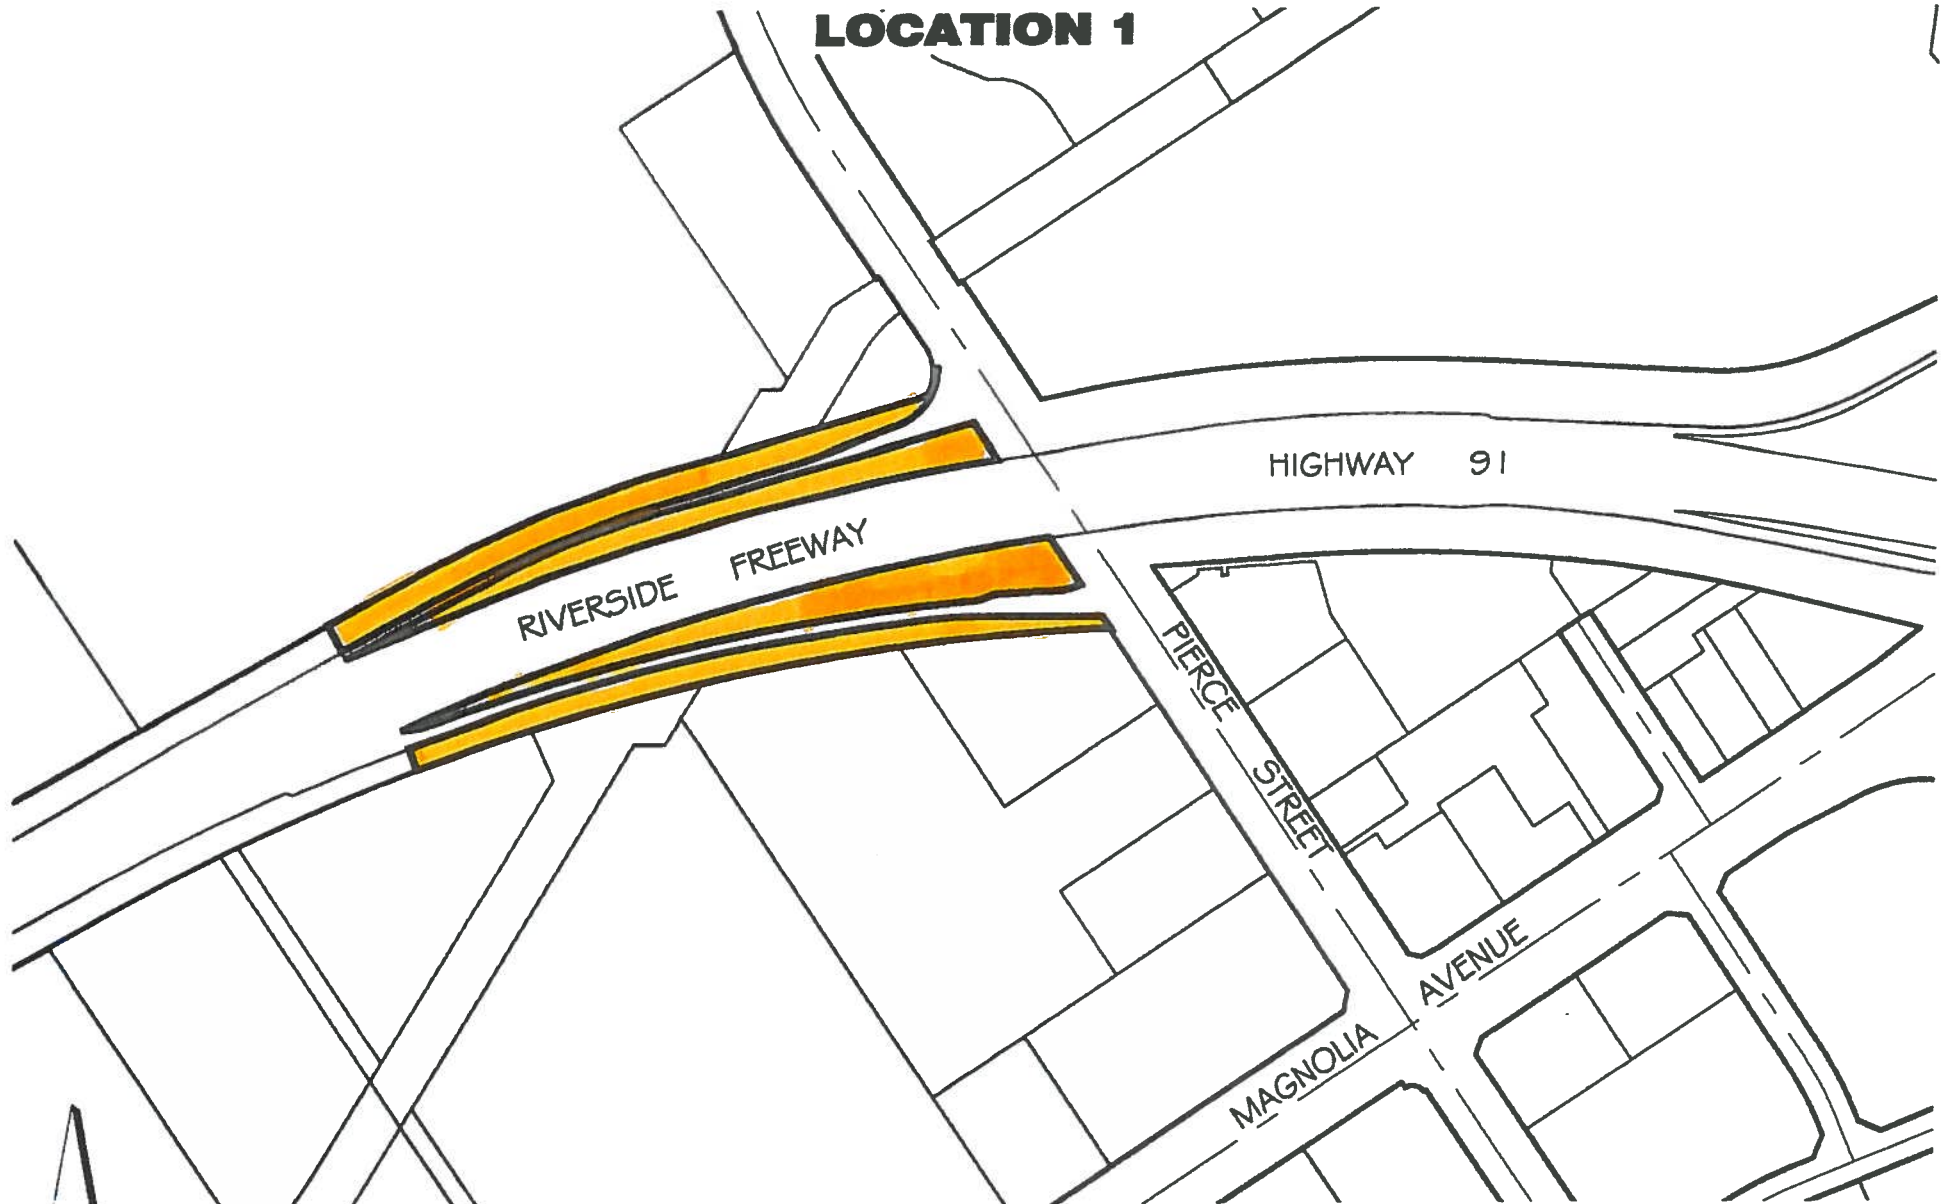 LOCATION 1
HIGHWAY 91
RIVERSIDE FREEWAY
PIERCE STREET
MAGNOLIA AVENUE